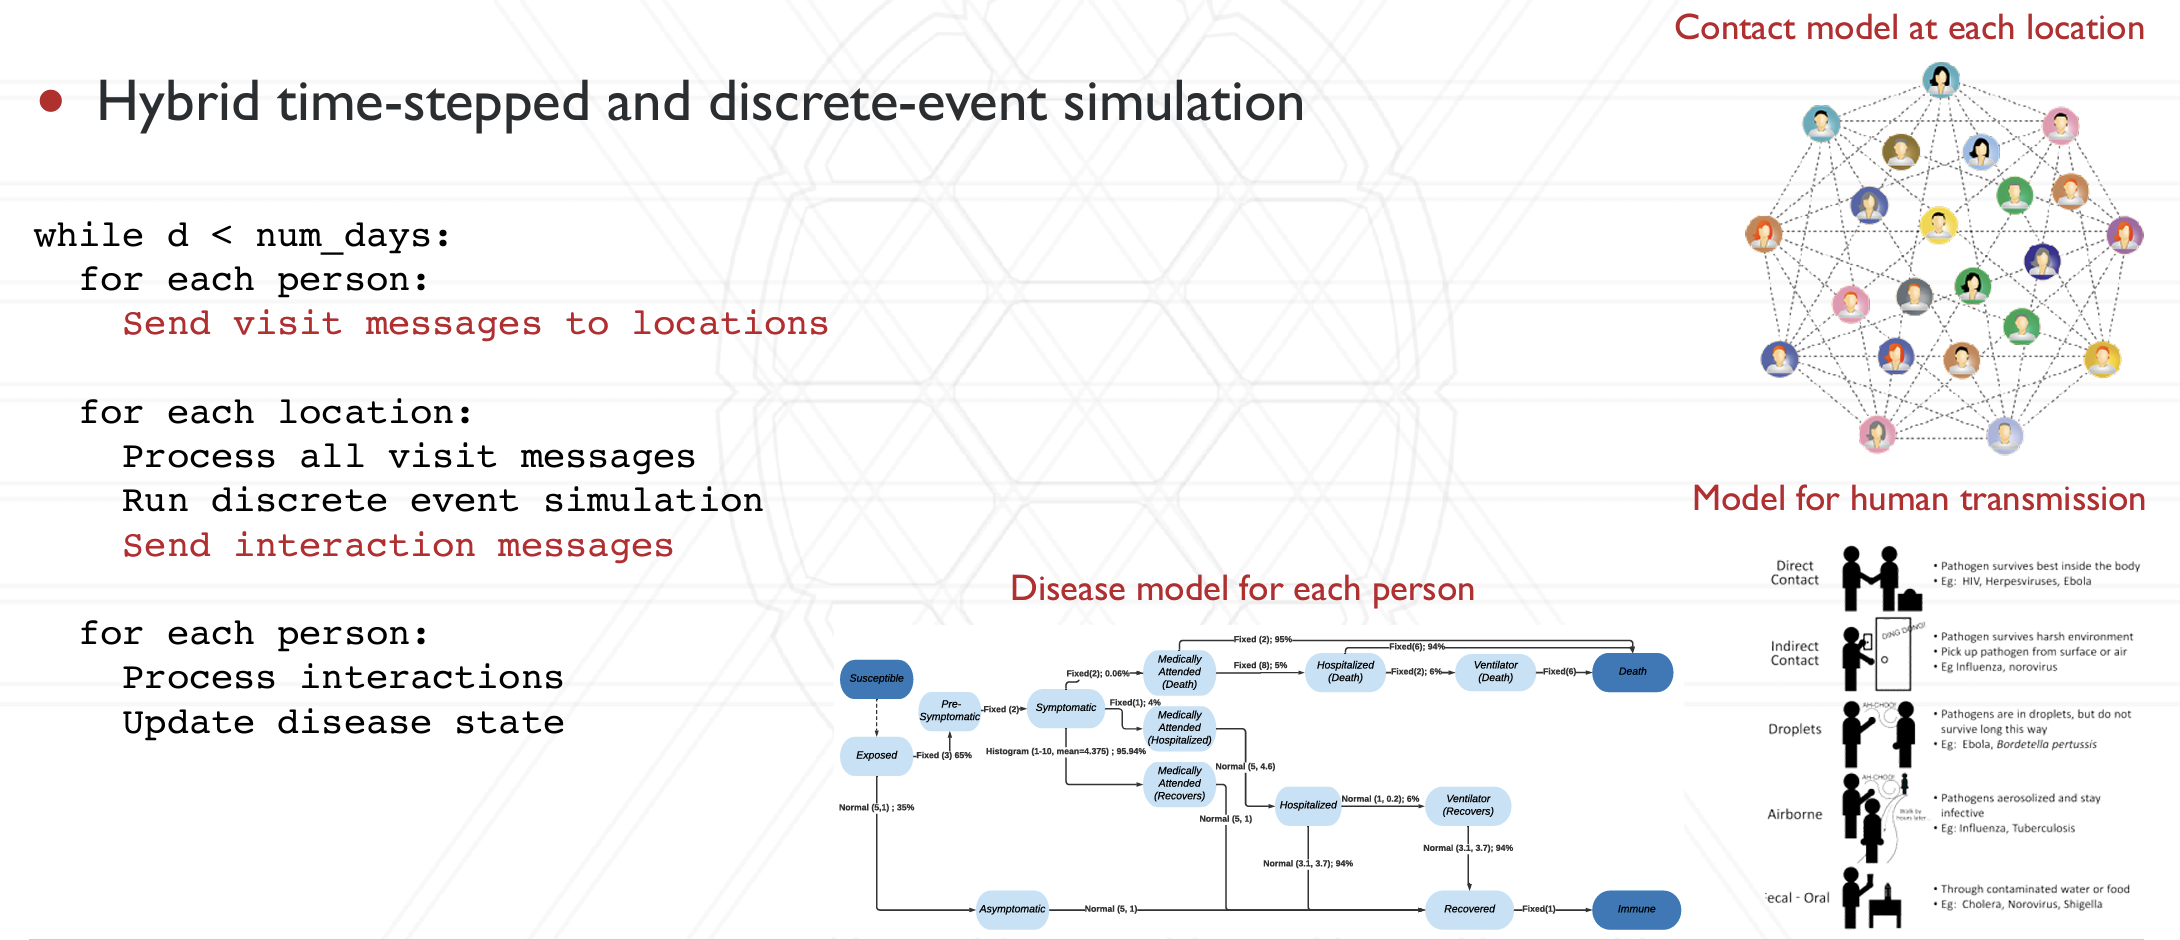 Contact model at each location
• Hybrid time-stepped and discrete-event simulation
while d < num_days:
for each person:
Send visit messages to locations
for each location:
Process all visit messages
Run discrete event simulation
Send interaction messages
for each person:
Process interactions
Update disease state
Model for human transmission
Direct
Contact
• Pathogen survives best inside the body
• Eg: HIV, Herpesviruses, Ebola
Indirect
Contact
DING DONG!
• Pathogen survives harsh environment
• Pick up pathogen from surface or air
• Eg Influenza, norovirus
Droplets
AH-CHOO!
• Pathogens are in droplets, but do not
survive long this way
• Eg: Ebola, Bordetella pertussis
Airborne
AH-CHOO!
Walk by
hours later...
• Pathogens aerosolized and stay
infective
• Eg: Influenza, Tuberculosis
ecal - Oral
• Through contaminated water or food
• Eg: Cholera, Norovirus, Shigella
Disease model for each person
Fixed (2); 95%
Fixed(6); 94%
Susceptible
Fixed(2); 0.06%
Medically
Attended
(Death)
Fixed (8); 5%
Hospitalized
(Death)
Fixed(2); 6%
Ventilator
(Death)
Fixed(6)
Death
Pre-
Symptomatic
Fixed (2)
Symptomatic
Fixed(1); 4%
Medically
Attended
(Hospitalized)
Exposed
Fixed (3) 65%
Histogram (1-10, mean=4.375) ; 95.94%
Normal (5, 4.6)
Medically
Attended
(Recovers)
Normal (5,1) ; 35%
Normal (5, 1)
Hospitalized
Normal (1, 0.2); 6%
Ventilator
(Recovers)
Normal (3.1, 3.7); 94%
Normal (3.1, 3.7); 94%
Asymptomatic
Normal (5, 1)
Recovered
Fixed(1)
Immune